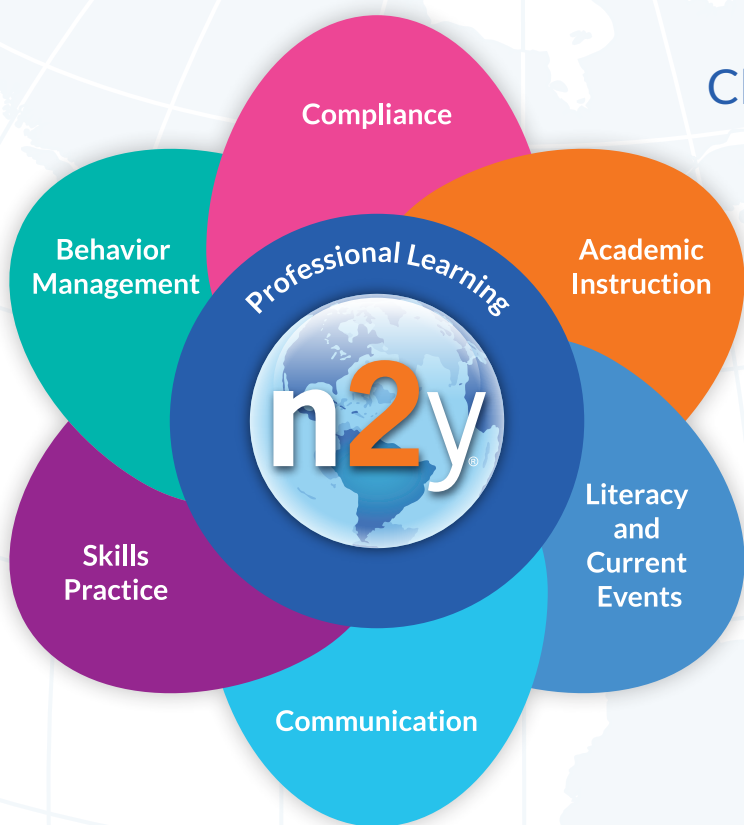 Compliance
Behavior
Management
Academic
Instruction
Professional Learning
n2y®
Literacy
and
Current
Events
Skills
Practice
Communication